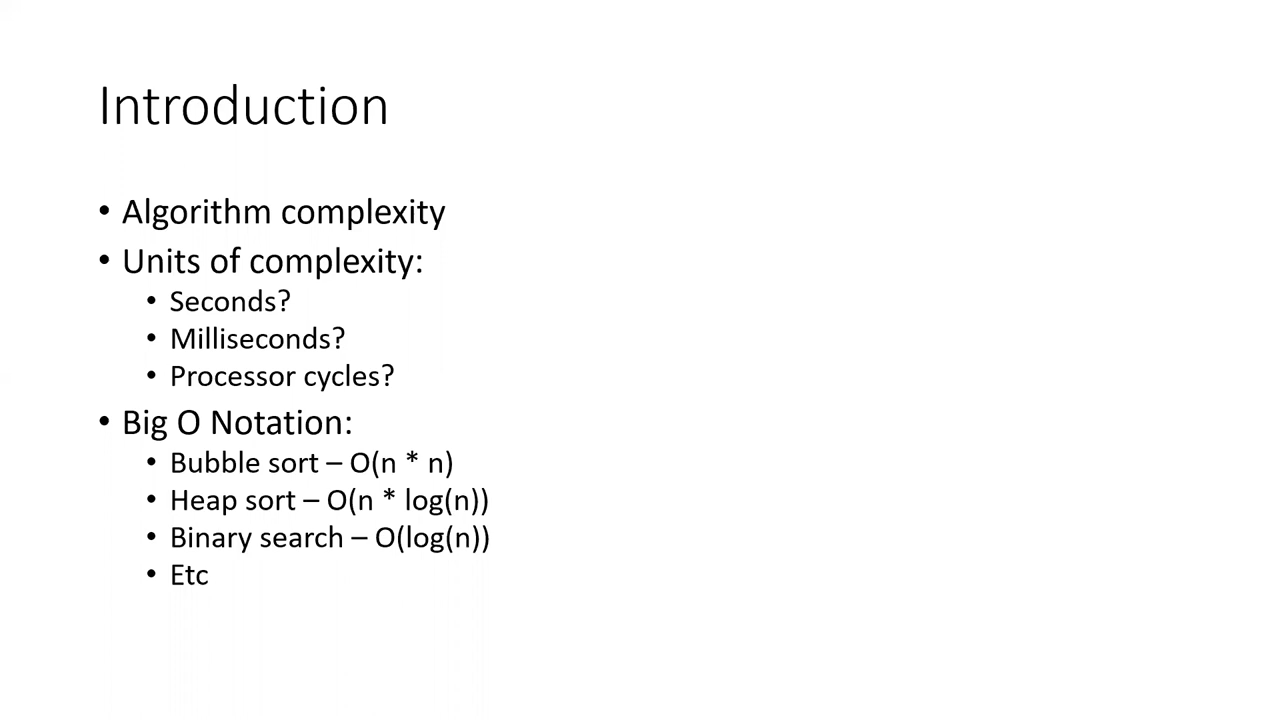 Introduction
• Algorithm complexity
• Units of complexity:
• Seconds?
• Milliseconds?
• Processor cycles?
• Big O Notation:
• Bubble sort – O(n * n)
• Heap sort – O(n * log(n))
• Binary search – O(log(n))
• Etc